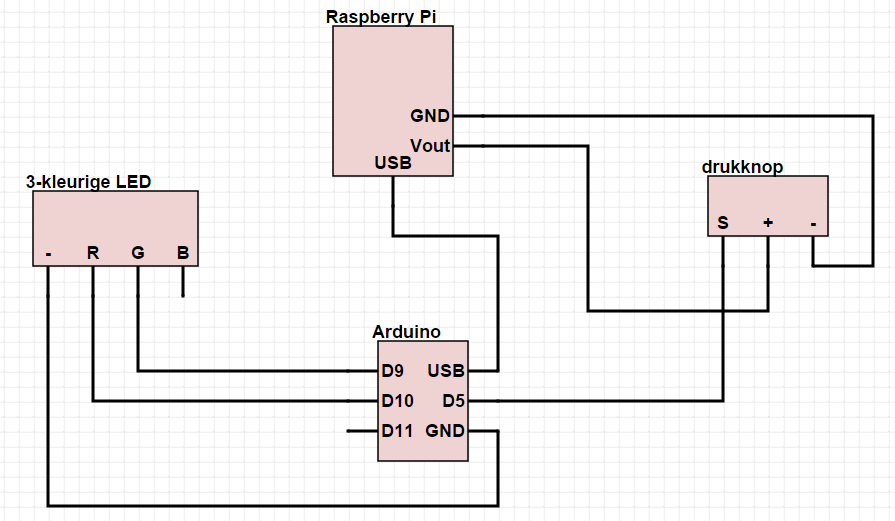 Raspberry Pi
GND
Vout
USB
drukknop
S + -
3-kleurige LED
- R G B
Arduino
D9 USB
D10 D5
D11 GND